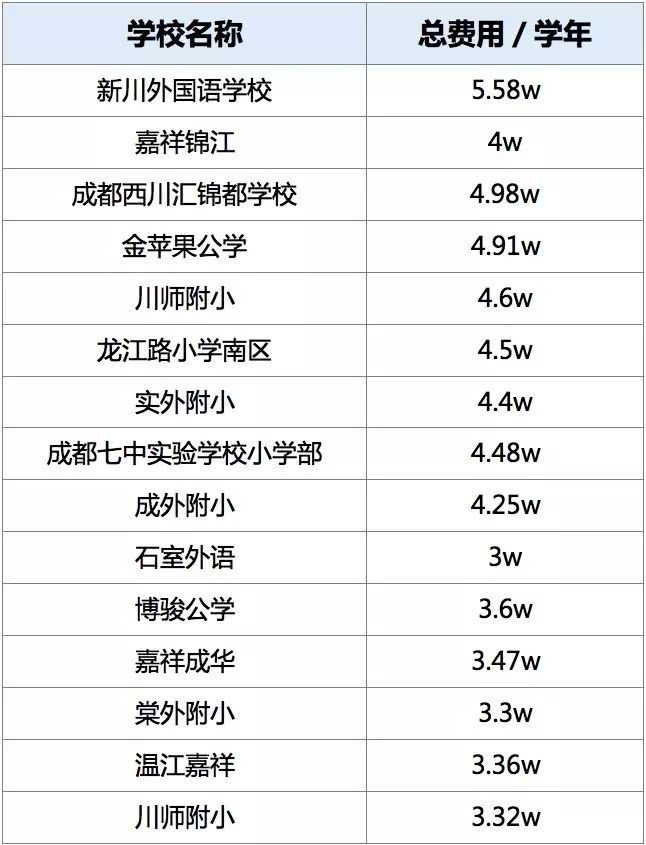 学校名称 总费用 / 学年
新川外国语学校 5.58w
嘉祥锦江 4w
成都西川汇锦都学校 4.98w
金苹果公学 4.91w
川师附小 4.6w
龙江路小学南区 4.5w
实外附小 4.4w
成都七中实验学校小学部 4.48w
成外附小 4.25w
石室外语 3w
博骏公学 3.6w
嘉祥成华 3.47w
棠外附小 3.3w
温江嘉祥 3.36w
川师附小 3.32w